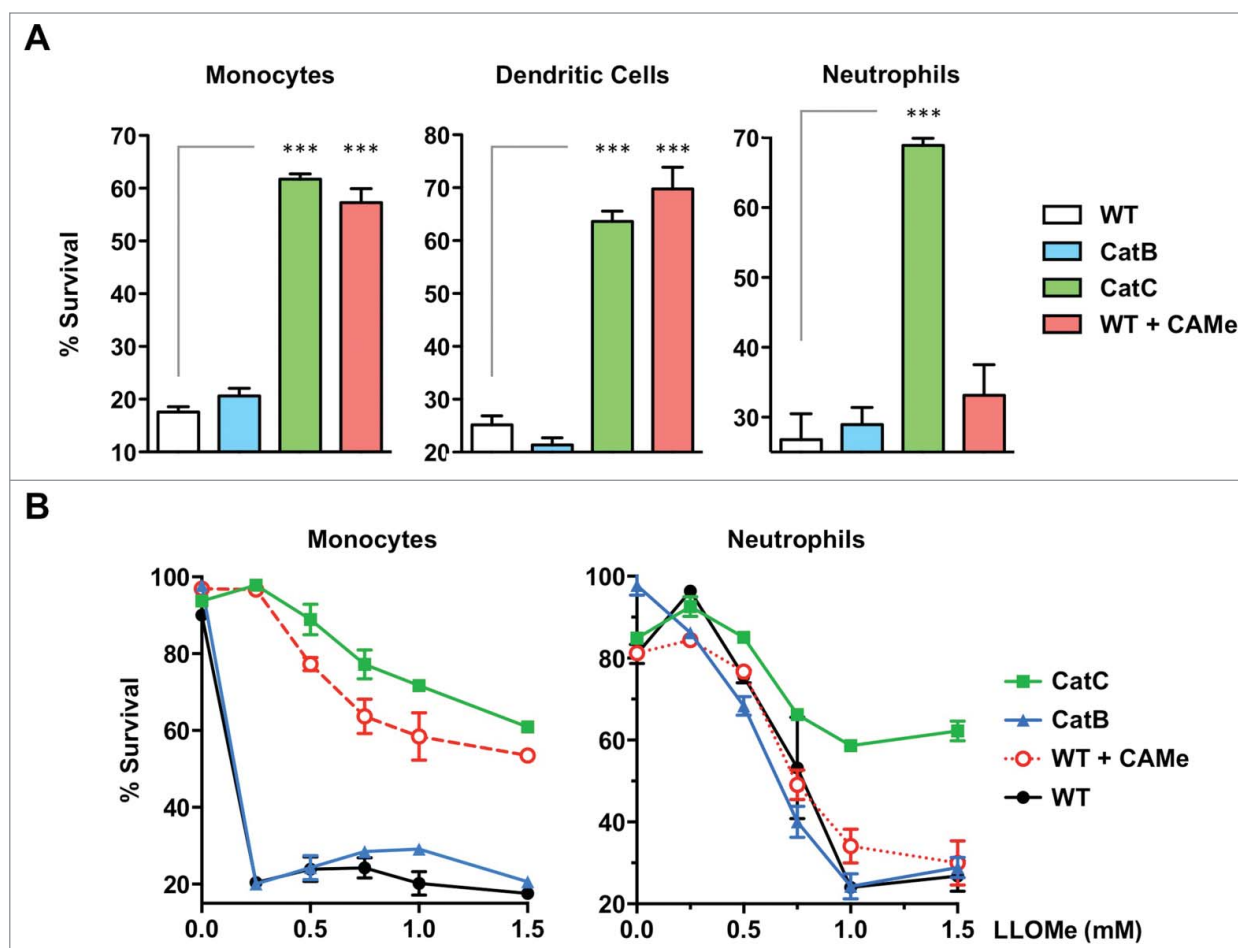 A
Monocytes
Dendritic Cells
Neutrophils
% Survival
70
60
50
40
30
20
10
*** ***
80
70
60
50
40
30
20
*** ***
70
60
50
40
30
***
WT
CatB
CatC
WT + CAMe
B
Monocytes
Neutrophils
% Survival
100
80
60
40
20
0.0 0.5 1.0 1.5
100
80
60
40
20
0.0 0.5 1.0 1.5
LLOMe (mM)
CatC
CatB
WT + CAMe
WT